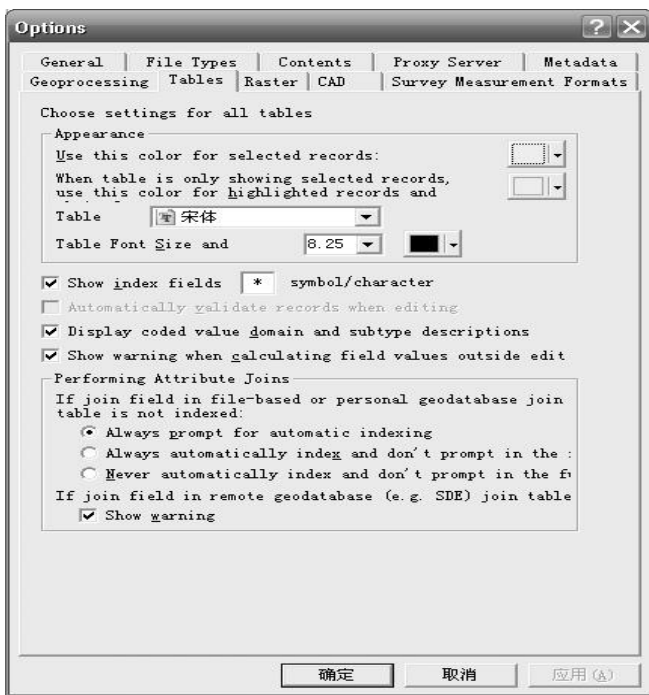 Options
General File Types Contents Proxy Server Metadata
Geoprocessing Tables Raster CAD Survey Measurement Formats
Choose settings for all tables
Appearance
Use this color for selected records:
When table is only showing selected records,
use this color for highlighted records and
Table 宋体
Table Font Size and 8.25
Show index fields * symbol/character
Automatically validate records when editing
Display coded value domain and subtype descriptions
Show warning when calculating field values outside edit
Performing Attribute Joins
If join field in file-based or personal geodatabase join
table is not indexed:
Always prompt for automatic indexing
Always automatically index and don't prompt in the
Never automatically index and don't prompt in the
If join field in remote geodatabase (e.g. SDE) join table
Show warning
确定 取消 应用(A)